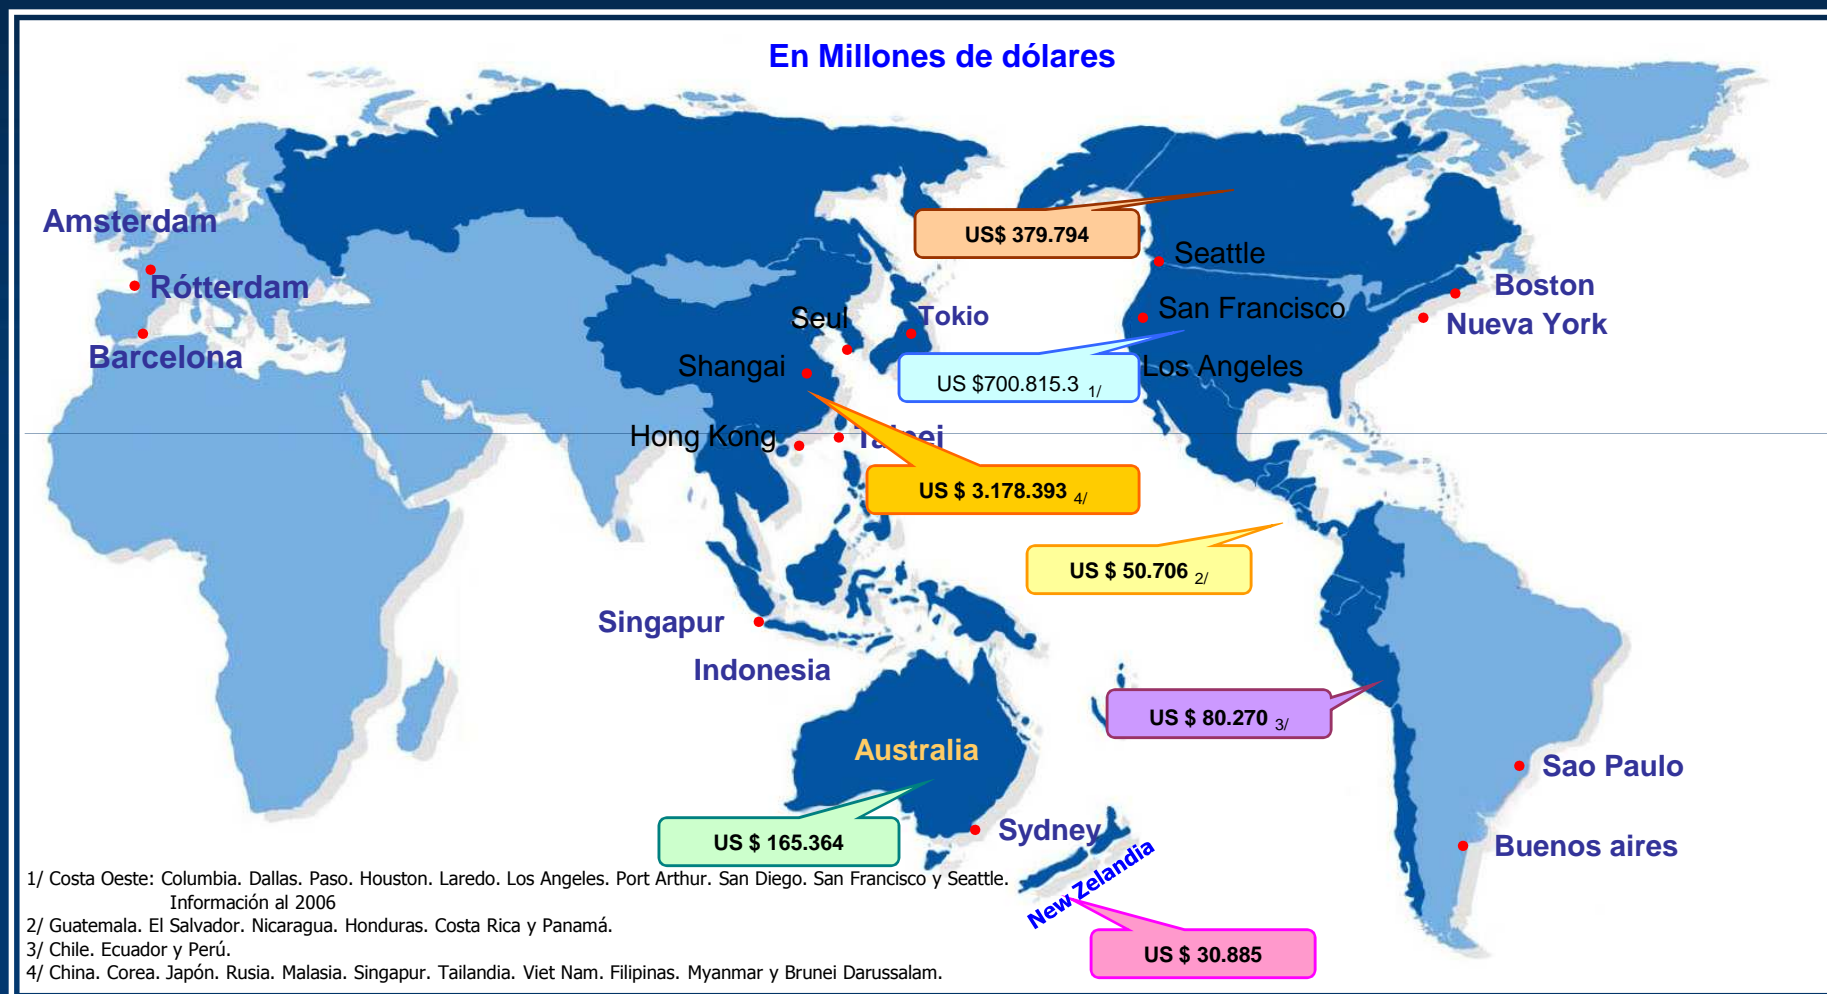 En Millones de dólares
Amsterdam
US$ 379.794
Seattle
Rótterdam
Boston
San Francisco
Seul
Tokio
Nueva York
Barcelona
Shangai
US $700.815.3 1/
Los Angeles
Hong Kong
Taipei
US $ 3.178.393 4/
US $ 50.706 2/
Singapur
Indonesia
US $ 80.270 3/
Australia
Sao Paulo
US $ 165.364
Sydney
Buenos aires
New Zelandia
1/ Costa Oeste: Columbia. Dallas. Paso. Houston. Laredo. Los Angeles. Port Arthur. San Diego. San Francisco y Seattle.
Información al 2006
2/ Guatemala. El Salvador. Nicaragua. Honduras. Costa Rica y Panamá.
3/ Chile. Ecuador y Perú.
US $ 30.885
4/ China. Corea. Japón. Rusia. Malasia. Singapur. Tailandia. Viet Nam. Filipinas. Myanmar y Brunei Darussalam.